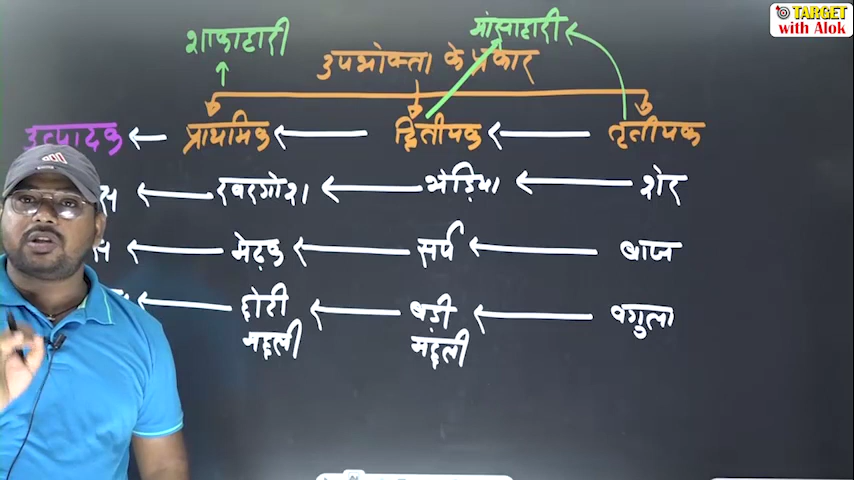 TARGET
with Alok
शाकाहारी
मांसाहारी
उपभोक्ता के प्रकार
उत्पादक प्राथमिक द्वितीयक तृतीयक
खरगोश भेड़िया शेर
मेढ़क सर्प बाज
छोटी बड़ी बगुला
मछली मछली